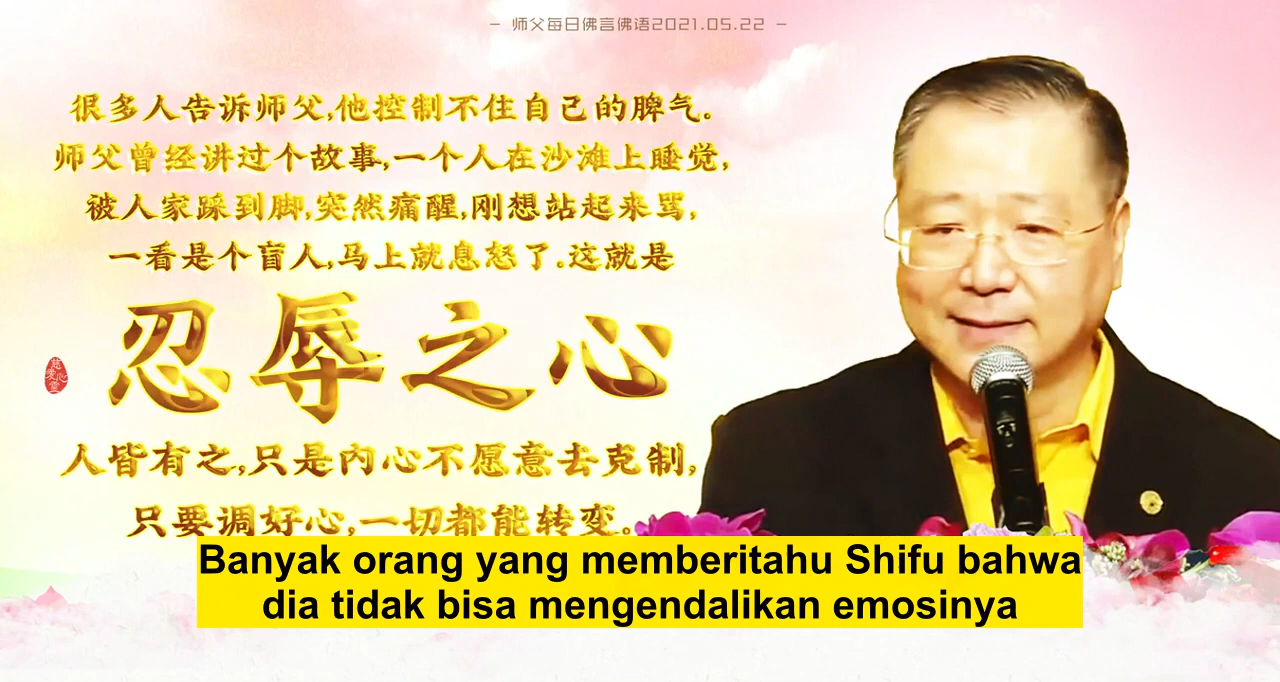 — 师父每日佛言佛语2021.05.22 —
很多人告诉师父,他控制不住自己的脾气。
师父曾经讲过个故事,一个人在沙滩上睡觉,
被人家踩到脚,突然痛醒,刚想站起来骂,
一看是个盲人,马上就息怒了。这就是
忍辱之心
慈爱心灵
人皆有之,只是内心不愿意去克制,
只要调好心,一切都能转变。
Banyak orang yang memberitahu Shifu bahwa
dia tidak bisa mengendalikan emosinya